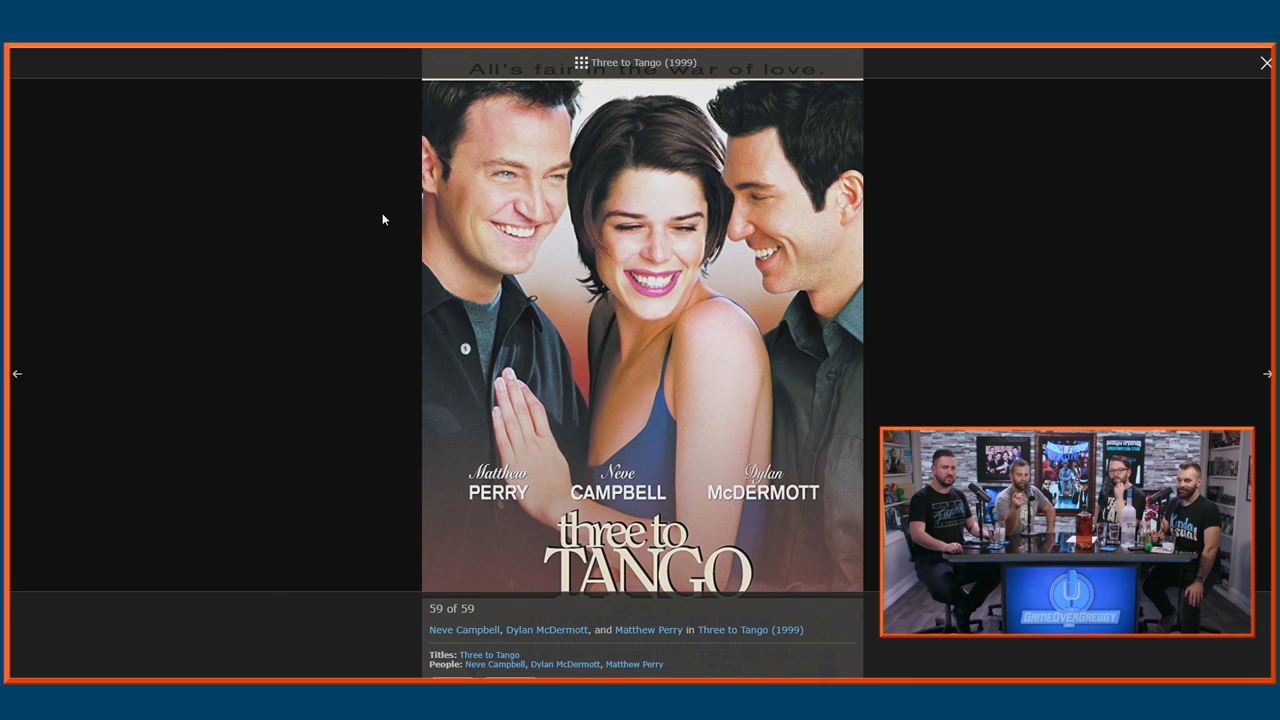 Three to Tango (1999)
All's fair in the war of love.
Matthew Neve Dylan
PERRY CAMPBELL McDERMOTT
three to
TANGO
59 of 59
Neve Campbell, Dylan McDermott, and Matthew Perry in Three to Tango (1999)
Titles: Three to Tango
People: Neve Campbell, Dylan McDermott, Matthew Perry
Kinda
GAMEOVERGREGGY